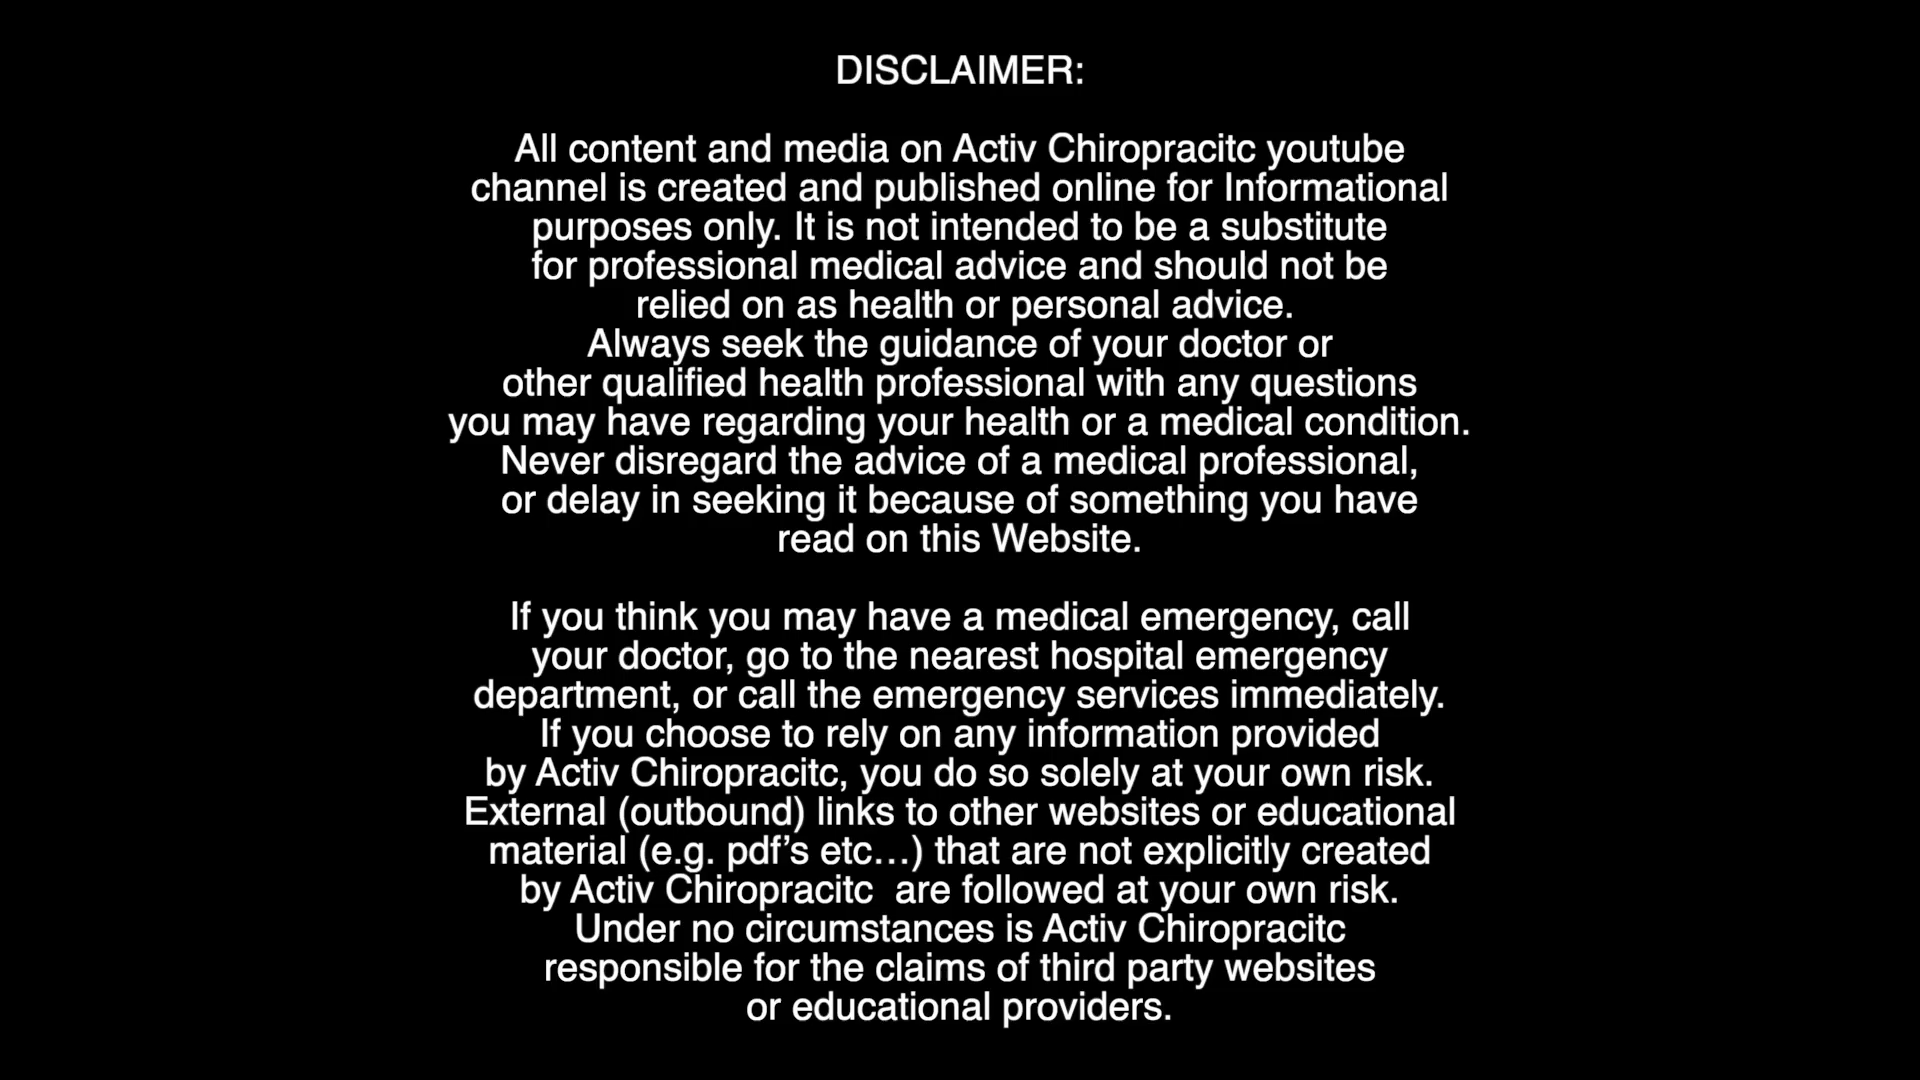 DISCLAIMER:
All content and media on Activ Chiropracitc youtube
channel is created and published online for Informational
purposes only. It is not intended to be a substitute
for professional medical advice and should not be
relied on as health or personal advice.
Always seek the guidance of your doctor or
other qualified health professional with any questions
you may have regarding your health or a medical condition.
Never disregard the advice of a medical professional,
or delay in seeking it because of something you have
read on this Website.
If you think you may have a medical emergency, call
your doctor, go to the nearest hospital emergency
department, or call the emergency services immediately.
If you choose to rely on any information provided
by Activ Chiropracitc, you do so solely at your own risk.
External (outbound) links to other websites or educational
material (e.g. pdf’s etc…) that are not explicitly created
by Activ Chiropracitc  are followed at your own risk.
Under no circumstances is Activ Chiropracitc
responsible for the claims of third party websites
or educational providers.